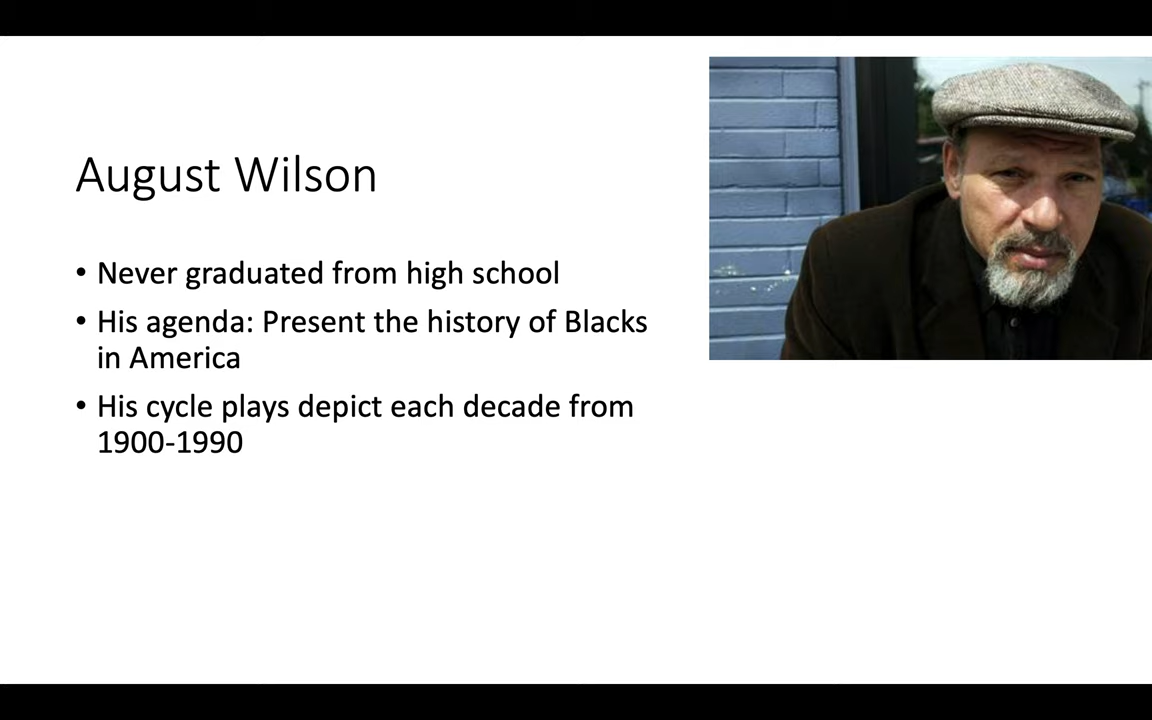 August Wilson
• Never graduated from high school
• His agenda: Present the history of Blacks
in America
• His cycle plays depict each decade from
1900-1990